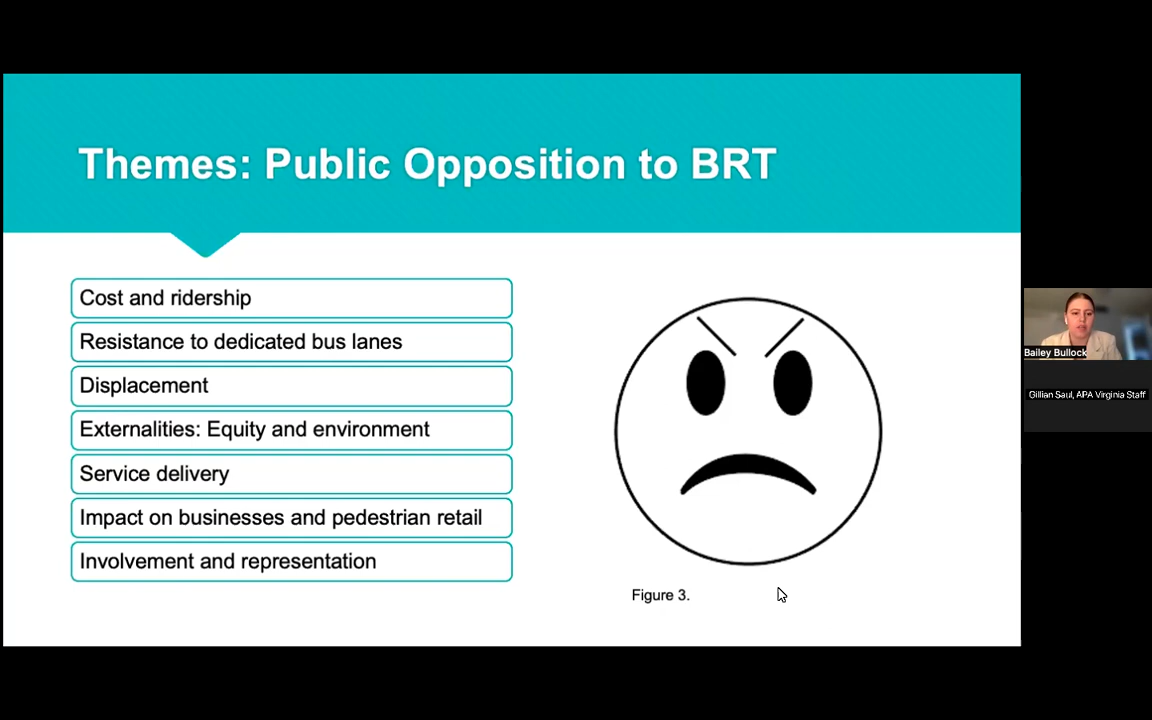 Themes: Public Opposition to BRT
Cost and ridership
Resistance to dedicated bus lanes
Displacement
Externalities: Equity and environment
Service delivery
Impact on businesses and pedestrian retail
Involvement and representation
Figure 3.
Bailey Bullock
Gillian Saul, APA Virginia Staff